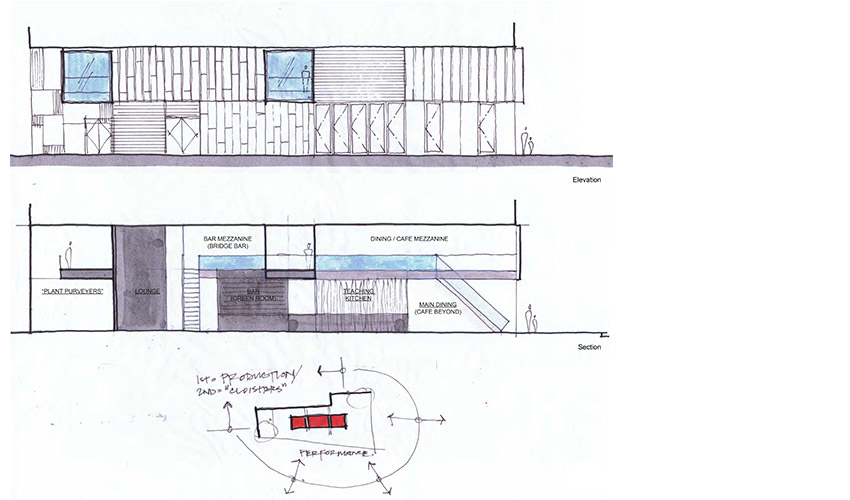 Elevation
BAR MEZZANINE
(BRIDGE BAR)
DINING / CAFE MEZZANINE
"PLANT PURVEYERS"
LOUNGE
BAR
(GREEN ROOM)
TEACHING
KITCHEN
MAIN DINING
(CAFE BEYOND)
Section
1ST = PRODUCTION/
2ND = "CLOISTERS"
PERFORMANCE